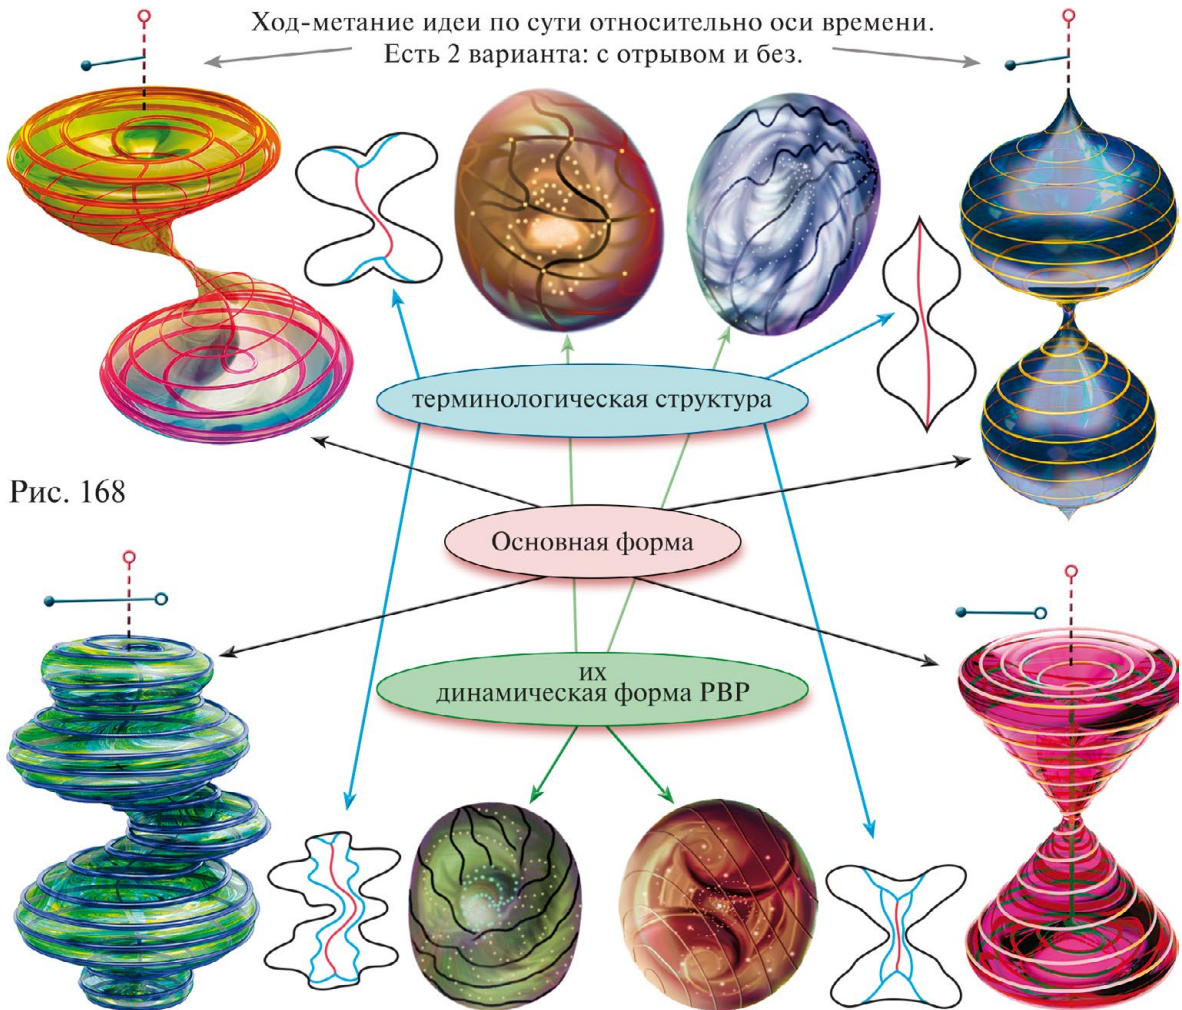 Ход-метание идеи по сути относительно оси времени.
Есть 2 варианта: с отрывом и без.
терминологическая структура
Рис. 168
Основная форма
их
динамическая форма РВР